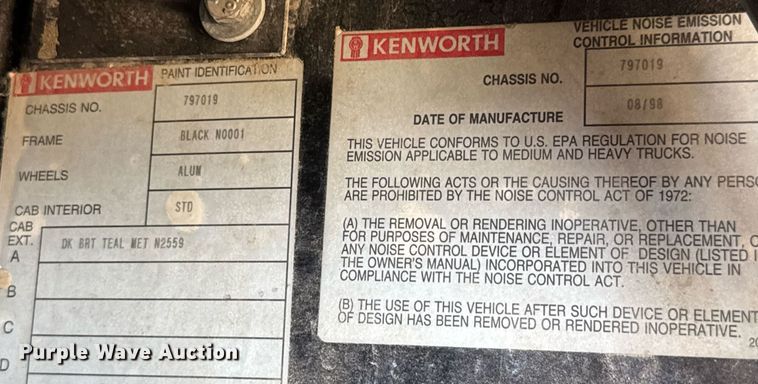 KENWORTH PAINT IDENTIFICATION
CHASSIS NO. 797019
FRAME BLACK N0001
WHEELS ALUM
CAB INTERIOR STD
CAB
EXT.
A DK BRT TEAL MET N2559
B
C
D
KENWORTH
VEHICLE NOISE EMISSION
CONTROL INFORMATION
CHASSIS NO. 797019
DATE OF MANUFACTURE 08/98
THIS VEHICLE CONFORMS TO U.S. EPA REGULATION FOR NOISE
EMISSION APPLICABLE TO MEDIUM AND HEAVY TRUCKS.
THE FOLLOWING ACTS OR THE CAUSING THEREOF BY ANY PERS
ARE PROHIBITED BY THE NOISE CONTROL ACT OF 1972:
(A) THE REMOVAL OR RENDERING INOPERATIVE, OTHER THAN
FOR PURPOSES OF MAINTENANCE, REPAIR, OR REPLACEMENT,
ANY NOISE CONTROL DEVICE OR ELEMENT OF DESIGN (LISTED
THE OWNER'S MANUAL) INCORPORATED INTO THIS VEHICLE IN
COMPLIANCE WITH THE NOISE CONTROL ACT.
(B) THE USE OF THIS VEHICLE AFTER SUCH DEVICE OR ELEMENT
OF DESIGN HAS BEEN REMOVED OR RENDERED INOPERATIVE.
Purple Wave Auction